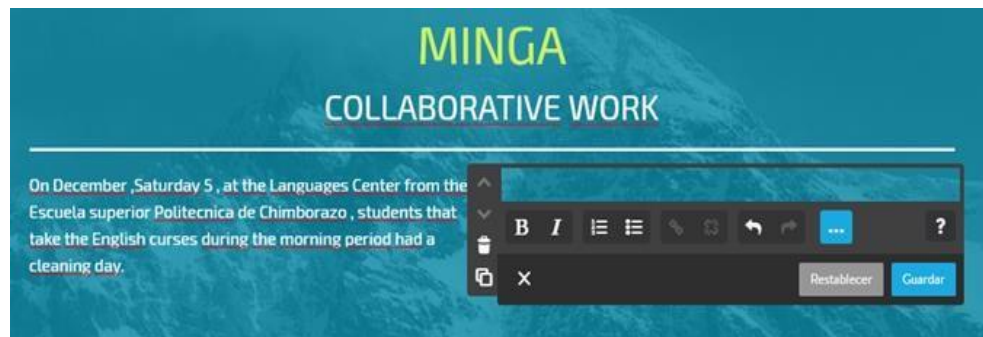 MINGA
COLLABORATIVE WORK
On December ,Saturday 5 , at the Languages Center from the
Escuela superior Politecnica de Chimborazo , students that
take the English curses during the morning period had a
cleaning day.
B I ... ?
Restablecer Guardar